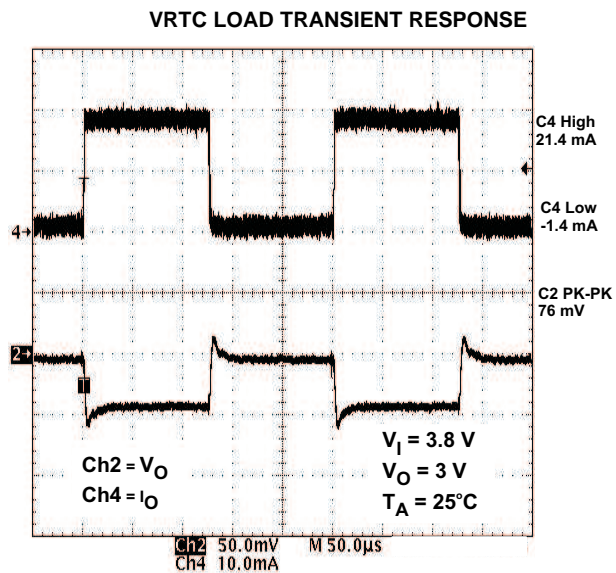 VRTC LOAD TRANSIENT RESPONSE
C4 High
21.4 mA
T
C4 Low
-1.4 mA
4
C2 PK-PK
76 mV
2
T
Ch2 = VO
Ch4 = IO
VI = 3.8 V
VO = 3 V
TA = 25°C
Ch2 50.0mV M 50.0µs
Ch4 10.0mA